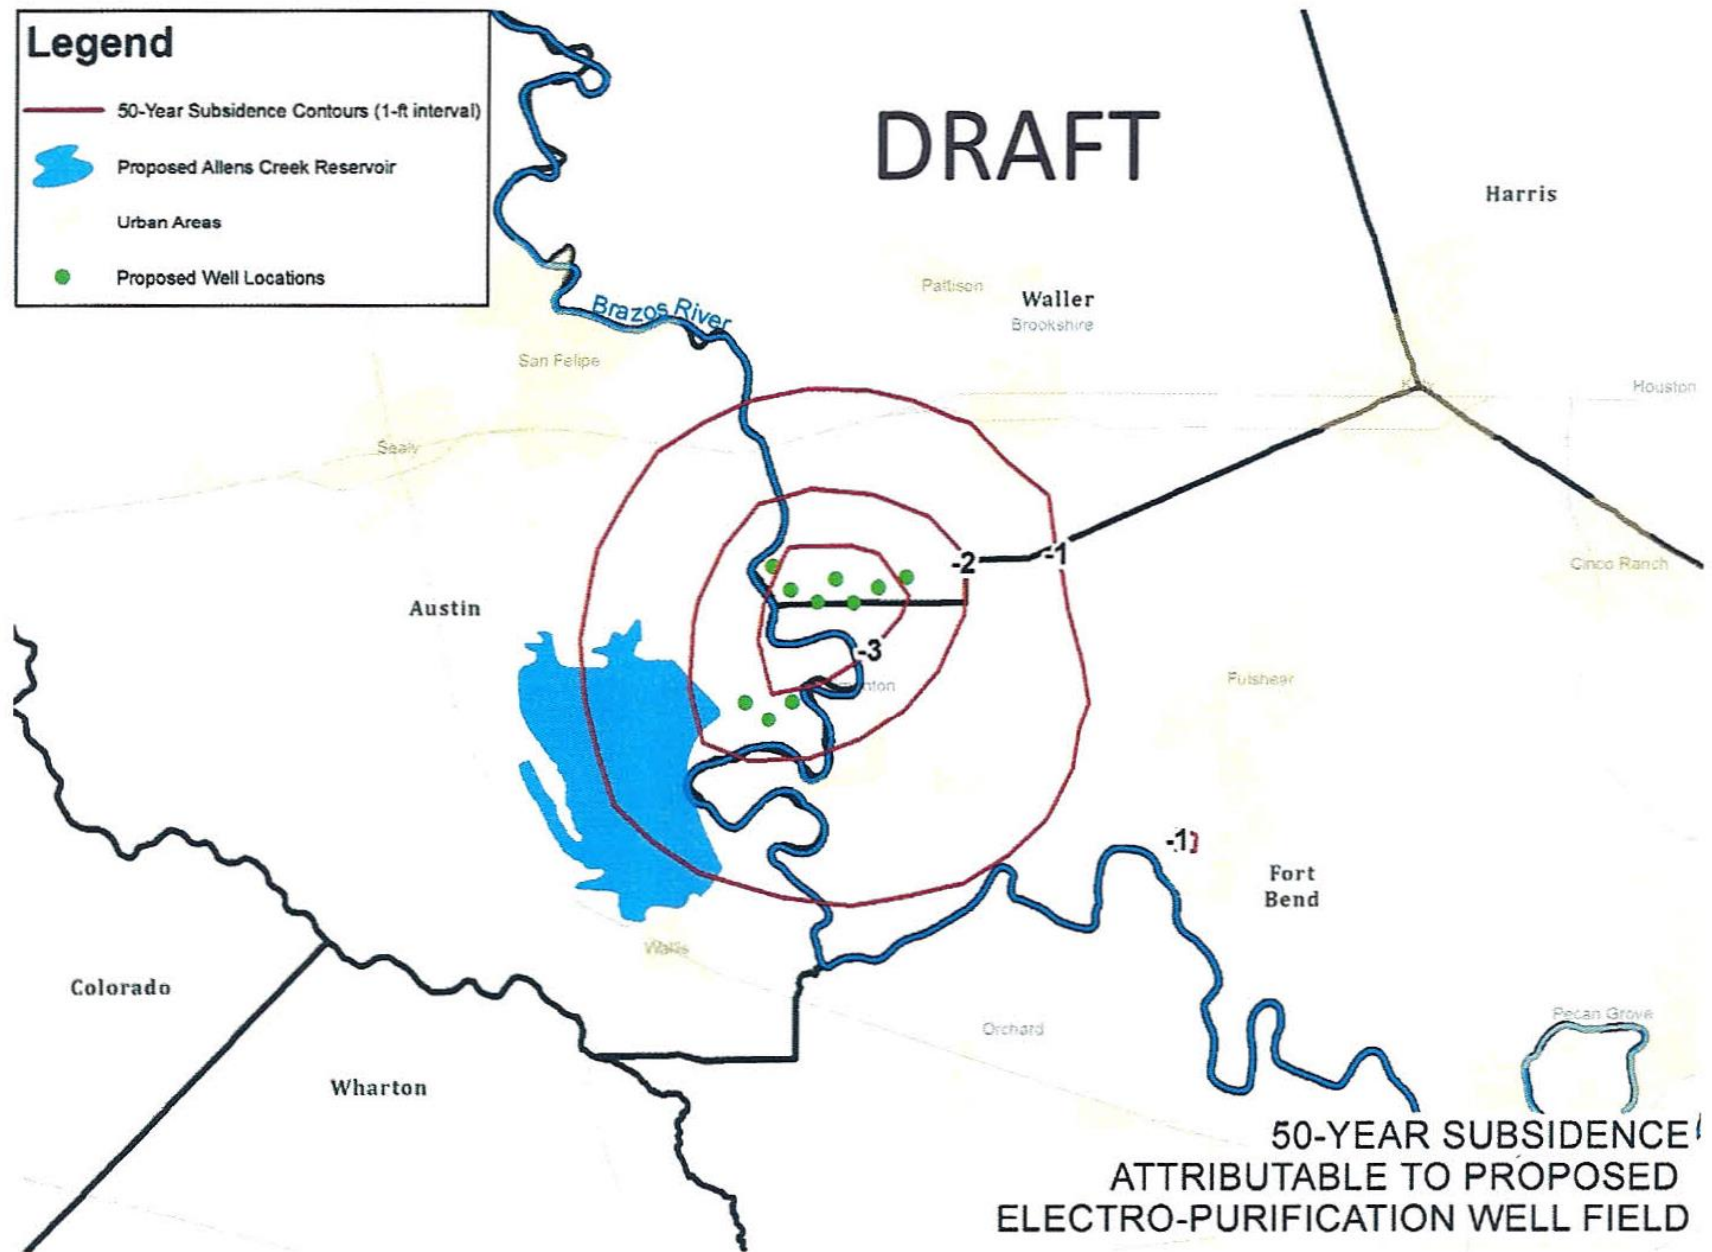 Legend
50-Year Subsidence Contours (1-ft interval)
Proposed Allens Creek Reservoir
Urban Areas
Proposed Well Locations
DRAFT
Harris
Pattison
Waller
Brookshire
Brazos River
San Felipe
Katy
Houston
Sealy
-2
-1
Cinco Ranch
Austin
-3
Fulshear
-1
Fort
Bend
Wallis
Colorado
Orchard
Pecan Grove
Wharton
50-YEAR SUBSIDENCE
ATTRIBUTABLE TO PROPOSED
ELECTRO-PURIFICATION WELL FIELD